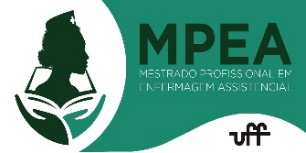 MPEA
MESTRADO PROFISSIONAL EM
ENFERMAGEM ASSISTENCIAL
uff